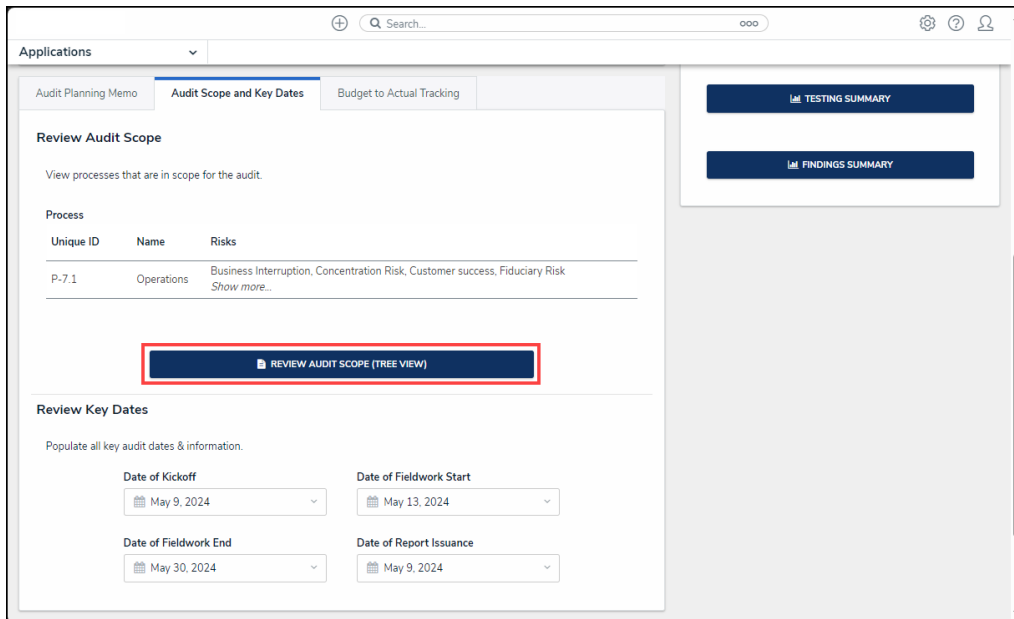 Search...
ooo
Applications
Audit Planning Memo
Audit Scope and Key Dates
Budget to Actual Tracking
TESTING SUMMARY
FINDINGS SUMMARY
Review Audit Scope
View processes that are in scope for the audit.
Process
Unique ID Name Risks
P-7.1 Operations Business Interruption, Concentration Risk, Customer success, Fiduciary Risk
Show more...
REVIEW AUDIT SCOPE (TREE VIEW)
Review Key Dates
Populate all key audit dates & information.
Date of Kickoff Date of Fieldwork Start
May 9, 2024 May 13, 2024
Date of Fieldwork End Date of Report Issuance
May 30, 2024 May 9, 2024